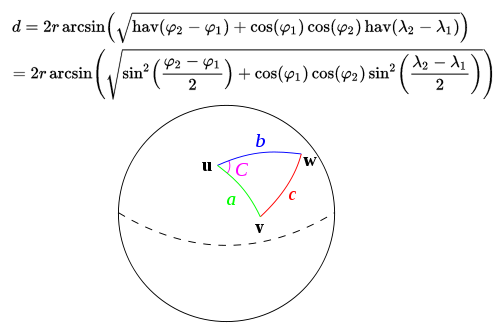 d = 2r arcsin(√(hav(φ₂ − φ₁) + cos(φ₁) cos(φ₂) hav(λ₂ − λ₁)))
= 2r arcsin(√(sin²((φ₂ − φ₁)/2) + cos(φ₁) cos(φ₂) sin²((λ₂ − λ₁)/2)))
b
u
w
C
a
c
v